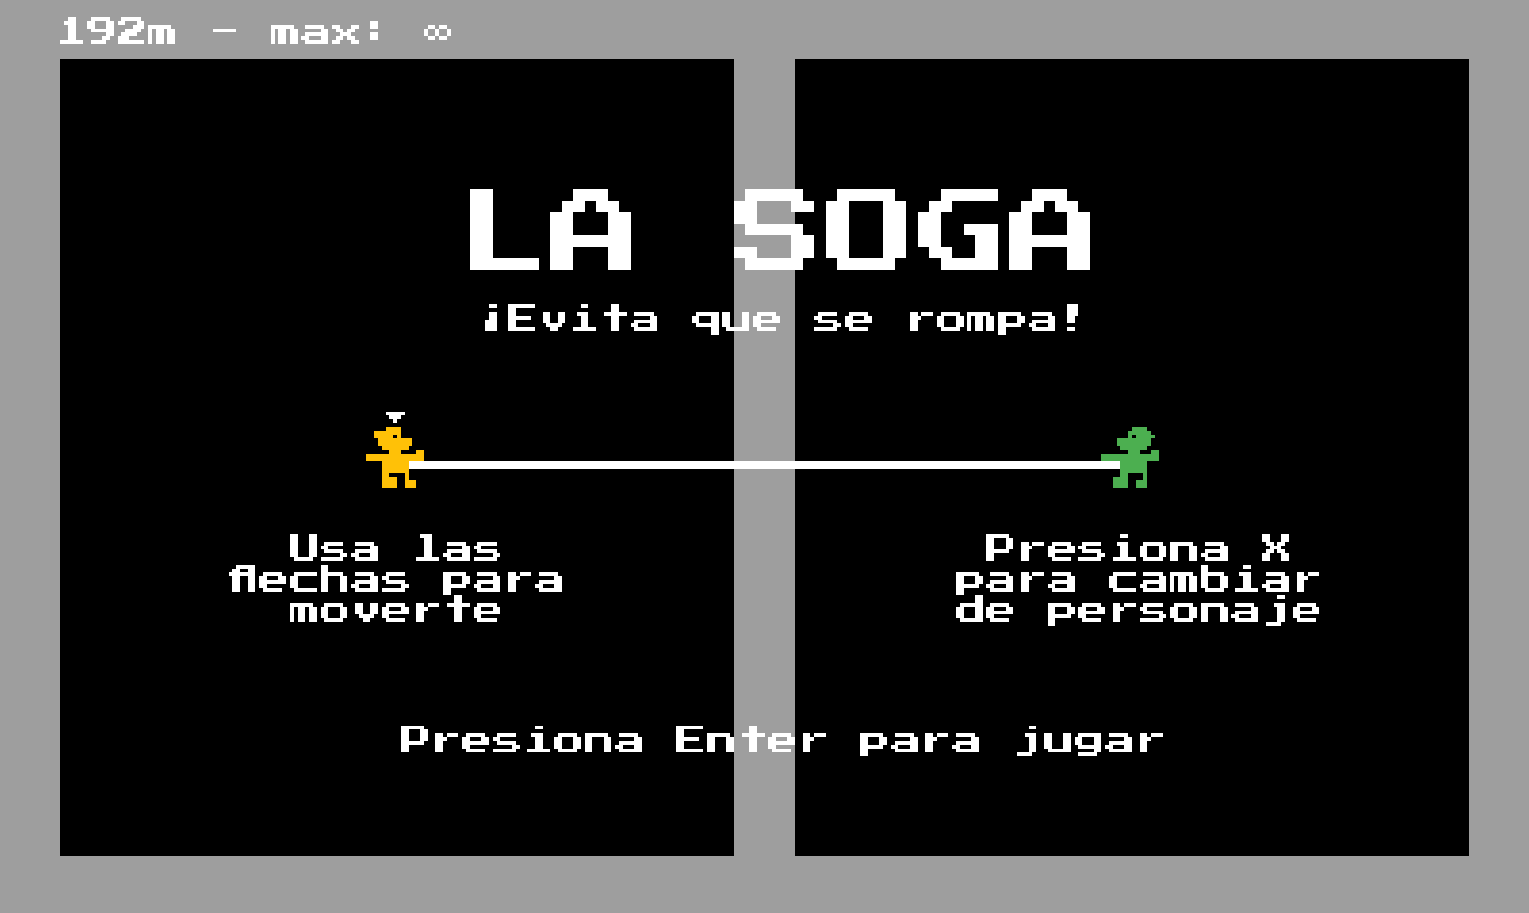 192m - max: ∞
LA SOGA
¡Evita que se rompa!
Usa las
flechas para
moverte
Presiona X
para cambiar
de personaje
Presiona Enter para jugar